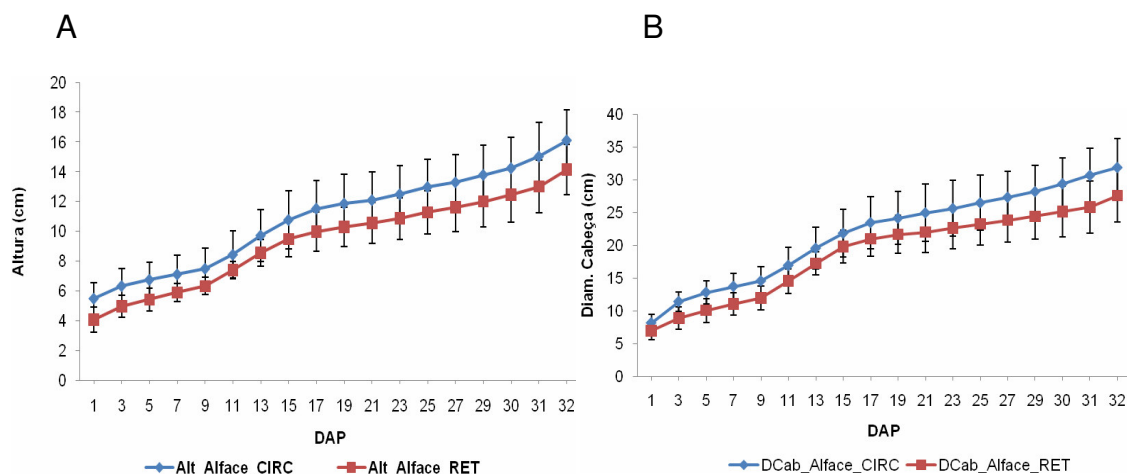 A
B
Altura (cm)
20
18
16
14
12
10
8
6
4
2
0
1 3 5 7 9 11 13 15 17 19 21 23 25 27 29 30 31 32
DAP
Alt_Alface_CIRC Alt_Alface_RET
Diam. Cabeça (cm)
40
35
30
25
20
15
10
5
0
1 3 5 7 9 11 13 15 17 19 21 23 25 27 29 30 31 32
DAP
DCab_Alface_CIRC DCab_Alface_RET